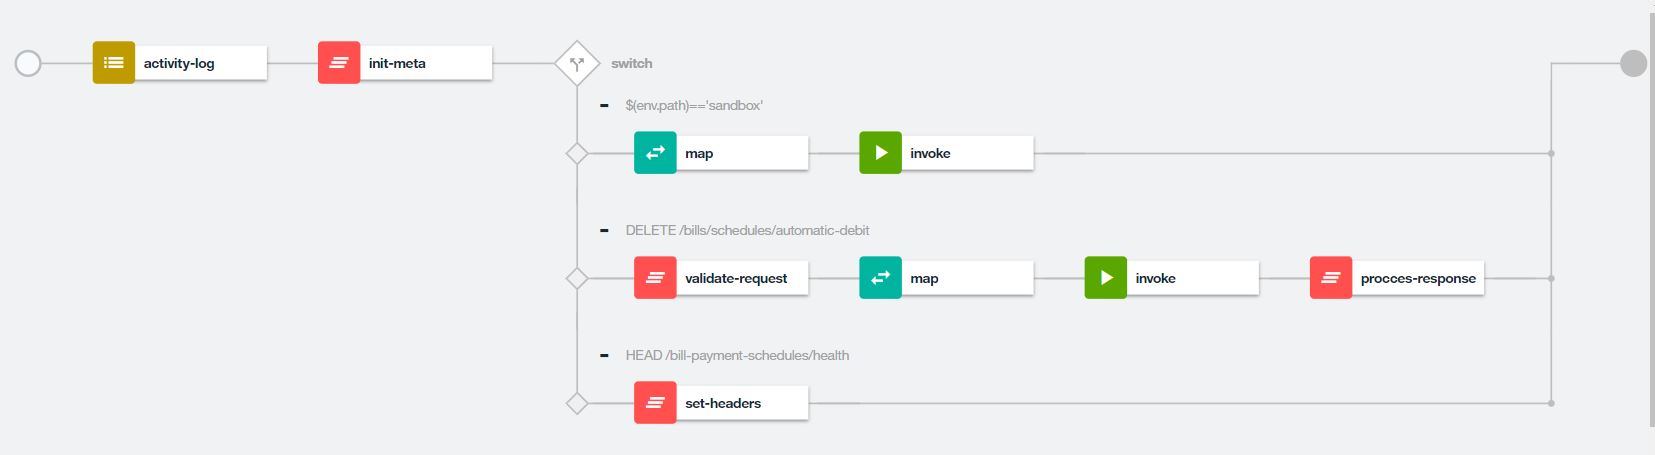 activity-log
init-meta
switch
$(env.path)=='sandbox'
map
invoke
DELETE /bills/schedules/automatic-debit
validate-request
map
invoke
procces-response
HEAD /bill-payment-schedules/health
set-headers